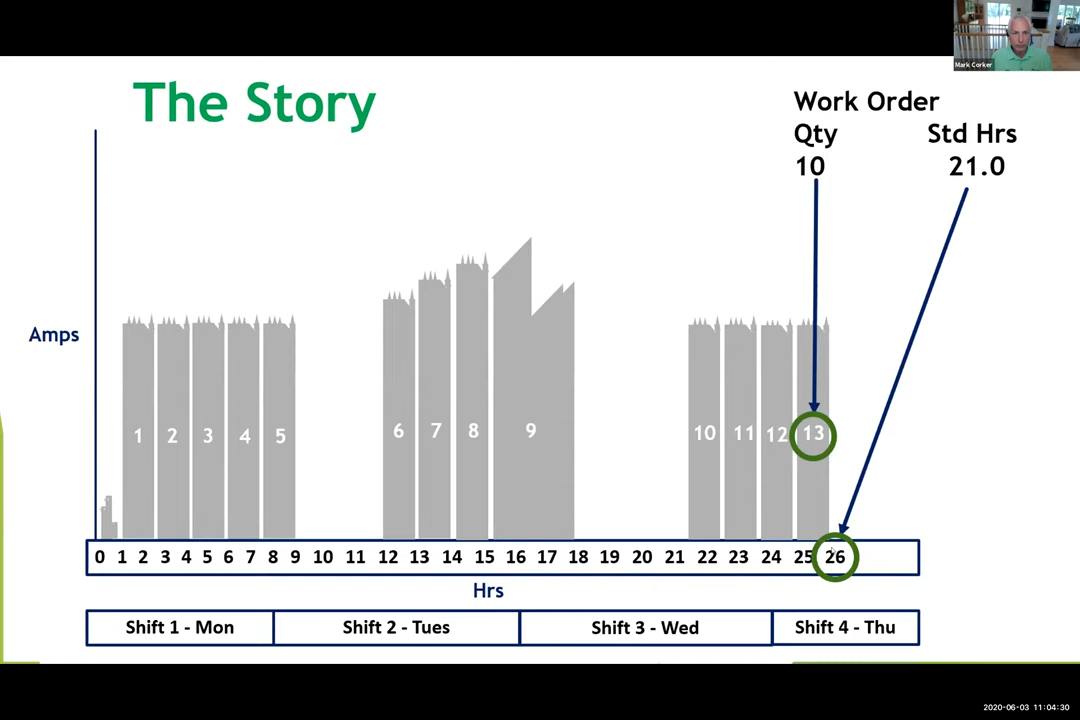 Mark Corker
The Story
Work Order
Qty Std Hrs
10 21.0
Amps
1 2 3 4 5 6 7 8 9 10 11 12 13
0 1 2 3 4 5 6 7 8 9 10 11 12 13 14 15 16 17 18 19 20 21 22 23 24 25 26
Hrs
Shift 1 - Mon Shift 2 - Tues Shift 3 - Wed Shift 4 - Thu
2020-06-03 11:04:30